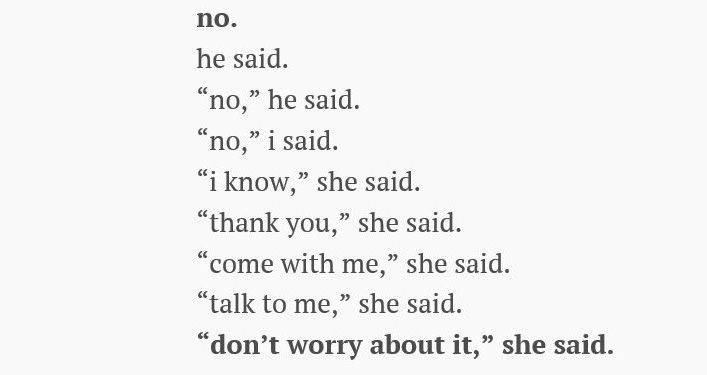 no.
he said.
“no,” he said.
“no,” i said.
“i know,” she said.
“thank you,” she said.
“come with me,” she said.
“talk to me,” she said.
“don’t worry about it,” she said.